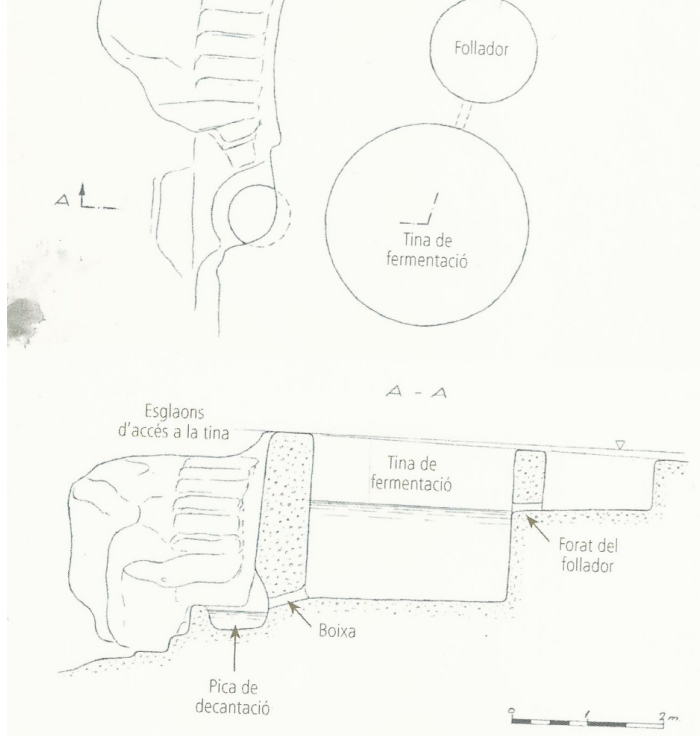 Follador
A
Tina de
fermentació
A - A
Esglaons
d'accés a la tina
Tina de
fermentació
Forat del
follador
Boixa
Pica de
decantació
0 1 2 m.